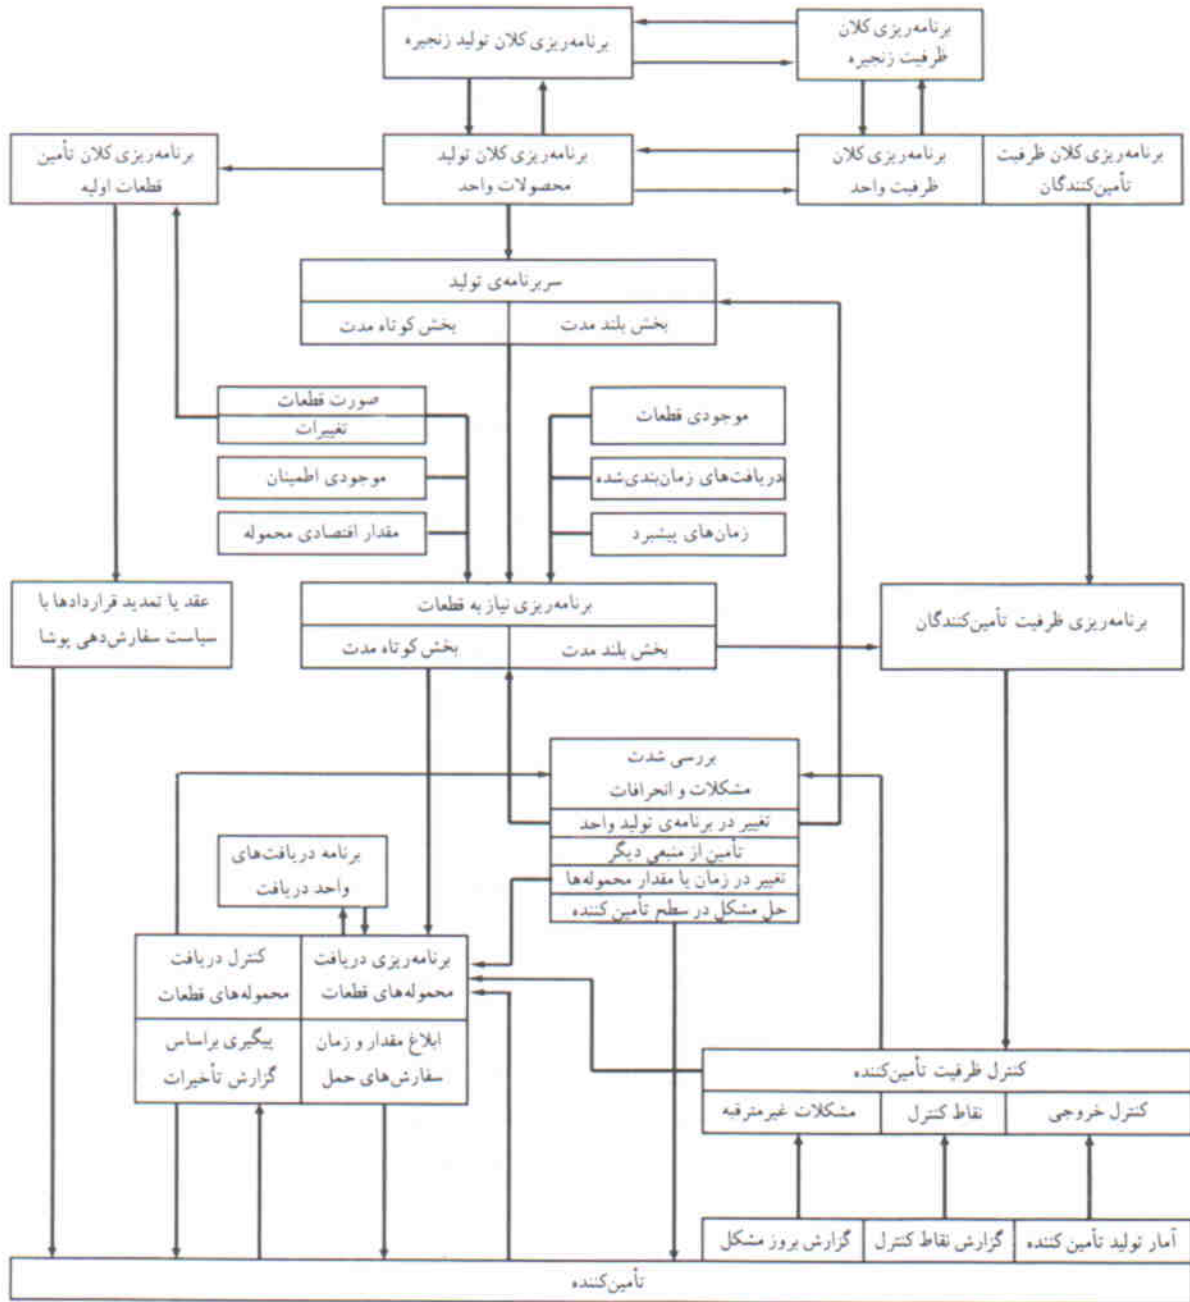 برنامه‌ریزی کلان
ظرفیت زنجیره
برنامه‌ریزی کلان تولید زنجیره
برنامه‌ریزی کلان ظرفیت
تأمین‌کنندگان
برنامه‌ریزی کلان
ظرفیت واحد
برنامه‌ریزی کلان تولید
محصولات واحد
برنامه‌ریزی کلان تأمین
قطعات اولیه
سربرنامه‌ی تولید
بخش بلند مدت
بخش کوتاه مدت
موجودی قطعات
صورت قطعات
تغییرات
دریافت‌های زمان‌بندی‌شده
موجودی اطمینان
زمان‌های پیشبرد
مقدار اقتصادی محموله
برنامه‌ریزی ظرفیت تأمین‌کنندگان
برنامه‌ریزی نیاز به قطعات
بخش بلند مدت
بخش کوتاه مدت
عقد یا تمدید قراردادها با
سیاست سفارش‌دهی پوشا
بررسی شدت
مشکلات و انحرافات
تغییر در برنامه‌ی تولید واحد
تأمین از منبعی دیگر
تغییر در زمان یا مقدار محموله‌ها
حل مشکل در سطح تأمین کننده
برنامه دریافت‌های
واحد دریافت
برنامه‌ریزی دریافت
محموله‌های قطعات
کنترل دریافت
محموله‌های قطعات
ابلاغ مقدار و زمان
سفارش‌های حمل
پیگیری براساس
گزارش تأخیرات
کنترل ظرفیت تأمین‌کننده
کنترل خروجی
نقاط کنترل
مشکلات غیرمترقبه
آمار تولید تأمین کننده
گزارش نقاط کنترل
گزارش بروز مشکل
تأمین‌کننده